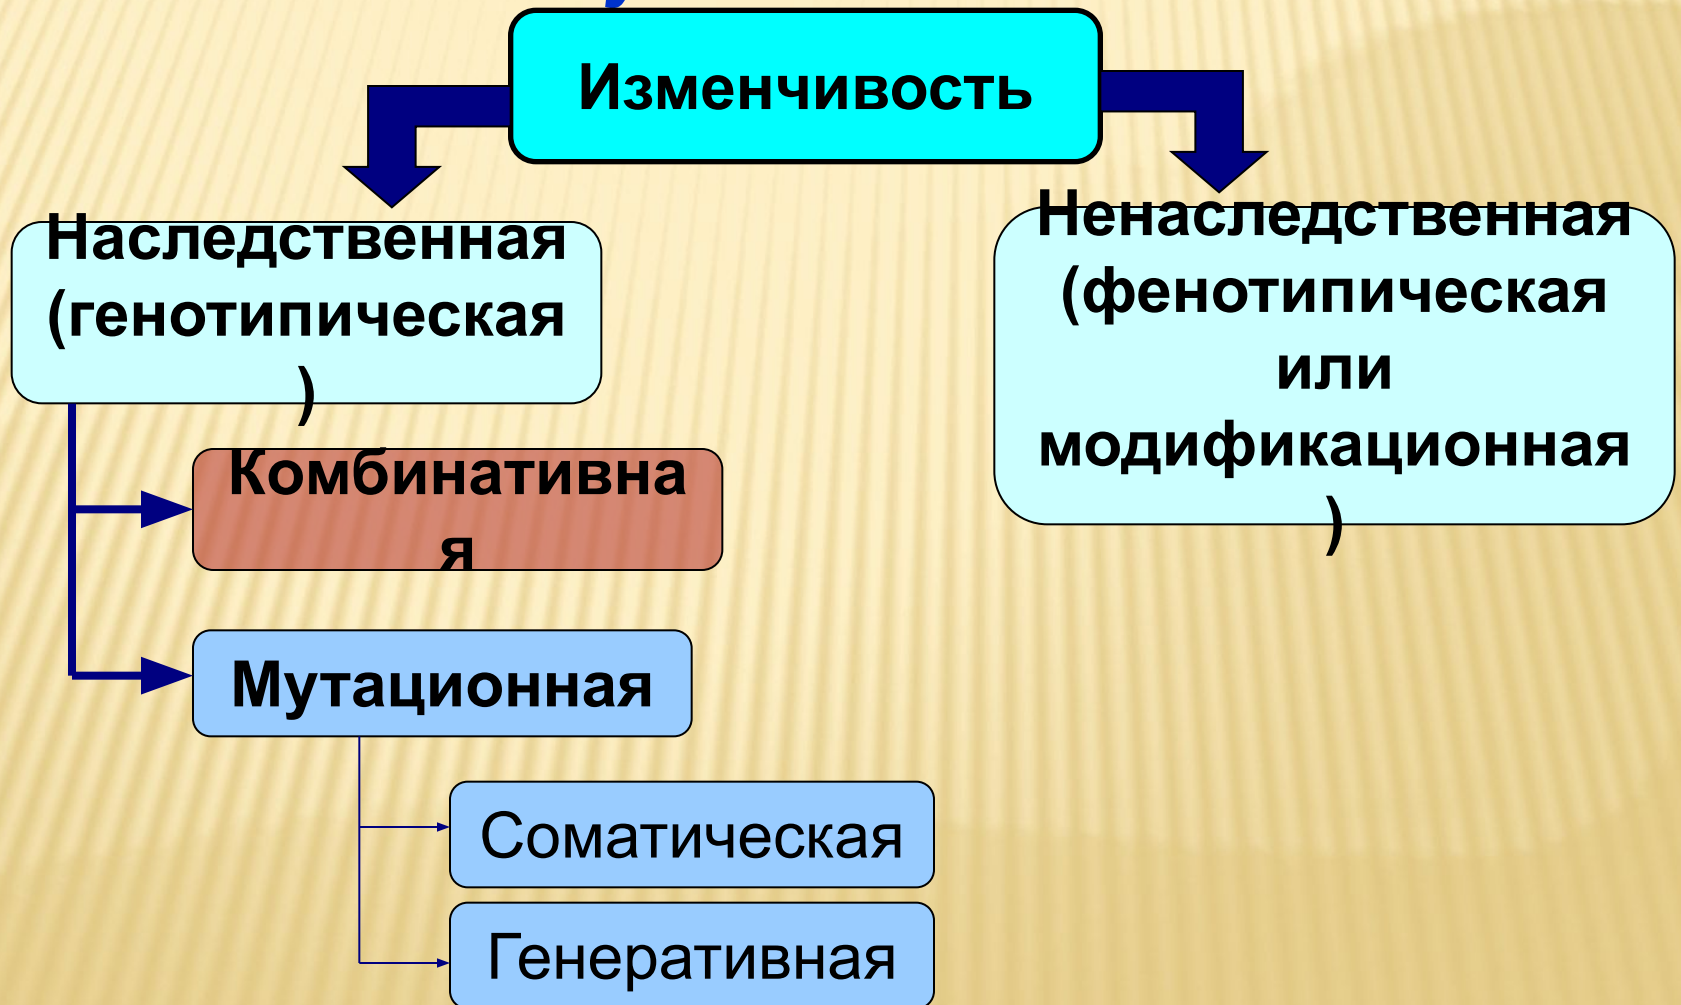 Изменчивость
Наследственная
(генотипическая
)
Ненаследственная
(фенотипическая
или
модификационная
)
Комбинативна
я
Мутационная
Соматическая
Генеративная